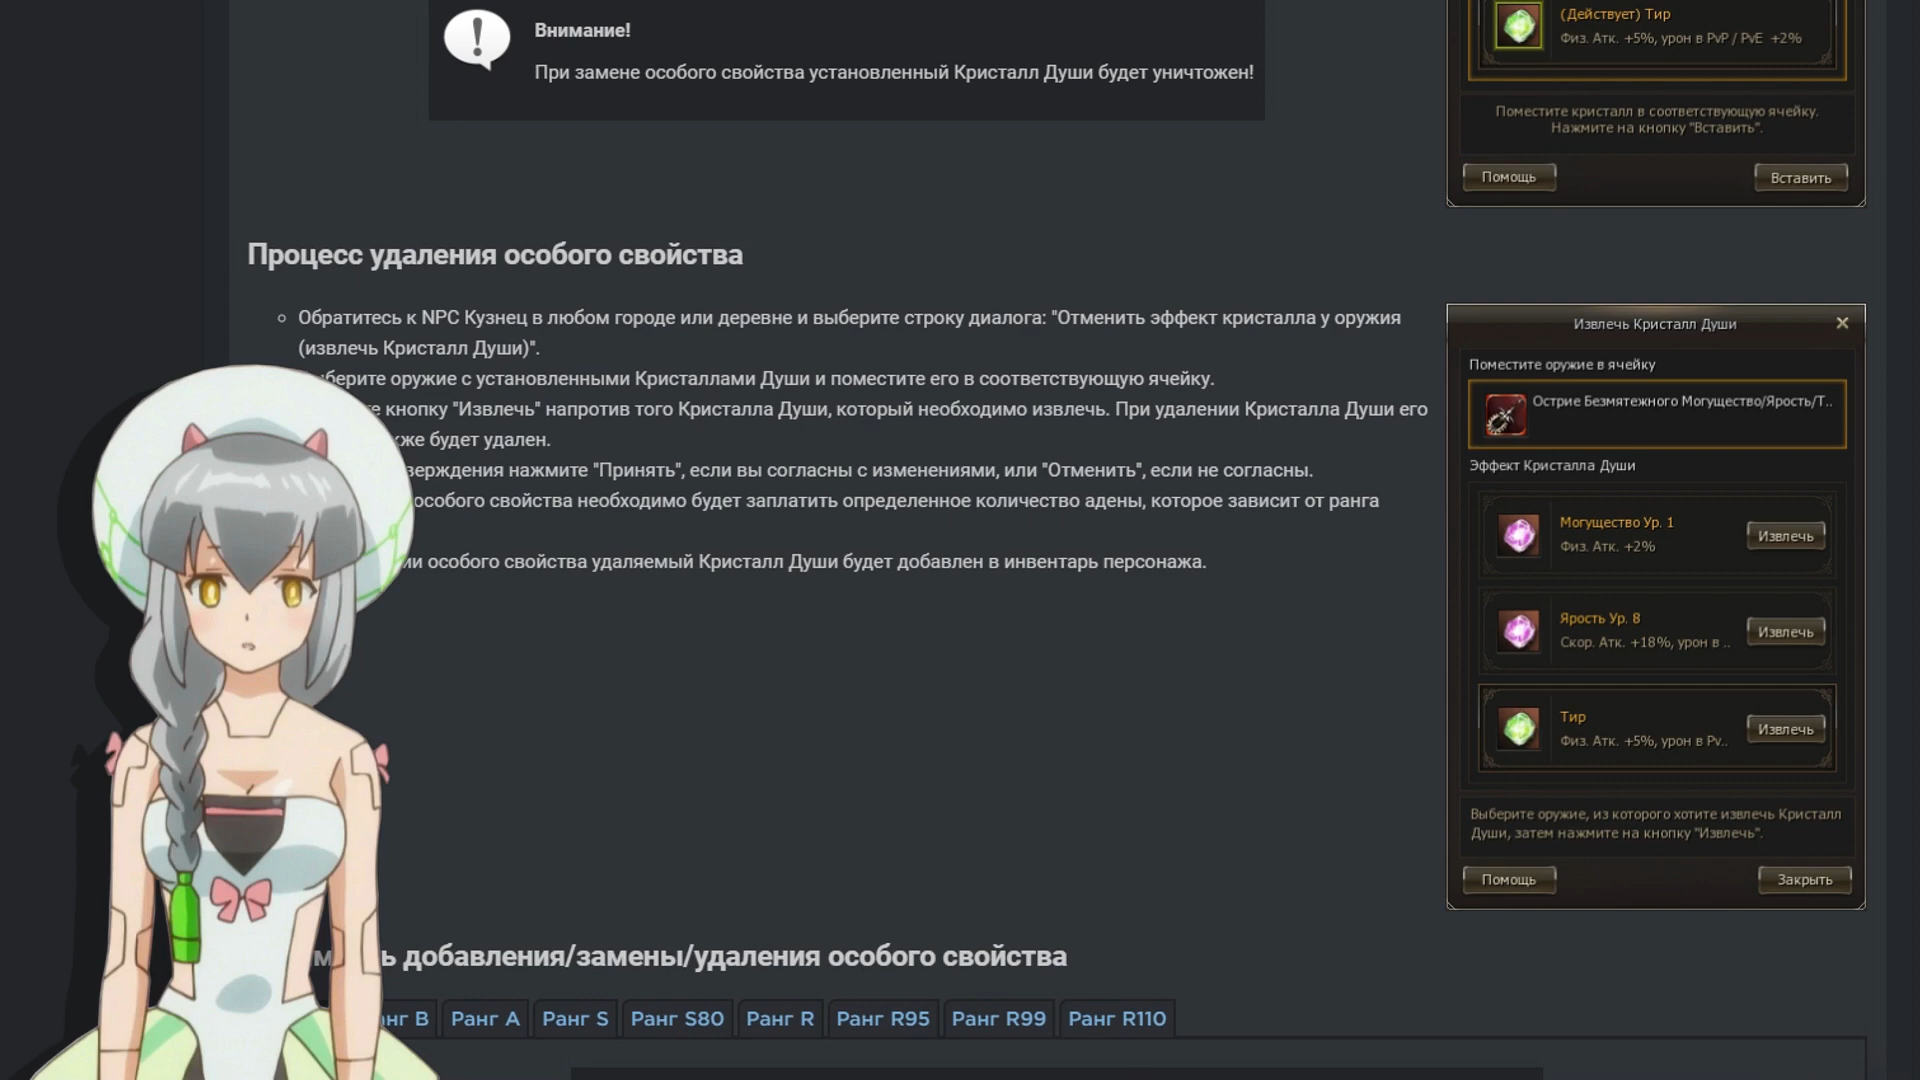 Внимание!
При замене особого свойства установленный Кристалл Души будет уничтожен!
(Действует) Тир
Физ. Атк. +5%, урон в PvP / PvE +2%
Поместите кристалл в соответствующую ячейку.
Нажмите на кнопку "Вставить".
Помощь
Вставить
Процесс удаления особого свойства
Обратитесь к NPC Кузнец в любом городе или деревне и выберите строку диалога: "Отменить эффект кристалла у оружия
(извлечь Кристалл Души)".
оружие с установленными Кристаллами Души и поместите его в соответствующую ячейку.
кнопку "Извлечь" напротив того Кристалла Души, который необходимо извлечь. При удалении Кристалла Души его
будет удален.
нажмите "Принять", если вы согласны с изменениями, или "Отменить", если не согласны.
особого свойства необходимо будет заплатить определенное количество адены, которое зависит от ранга
особого свойства удаляемый Кристалл Души будет добавлен в инвентарь персонажа.
Извлечь Кристалл Души
Поместите оружие в ячейку
Острие Безмятежного Могущество/Ярость/Т..
Эффект Кристалла Души
Могущество Ур. 1
Физ. Атк. +2%
Извлечь
Ярость Ур. 8
Скор. Атк. +18%, урон в ..
Извлечь
Тир
Физ. Атк. +5%, урон в Pv..
Извлечь
Выберите оружие, из которого хотите извлечь Кристалл
Души, затем нажмите на кнопку "Извлечь".
Помощь
Закрыть
добавления/замены/удаления особого свойства
B
Ранг A
Ранг S
Ранг S80
Ранг R
Ранг R95
Ранг R99
Ранг R110